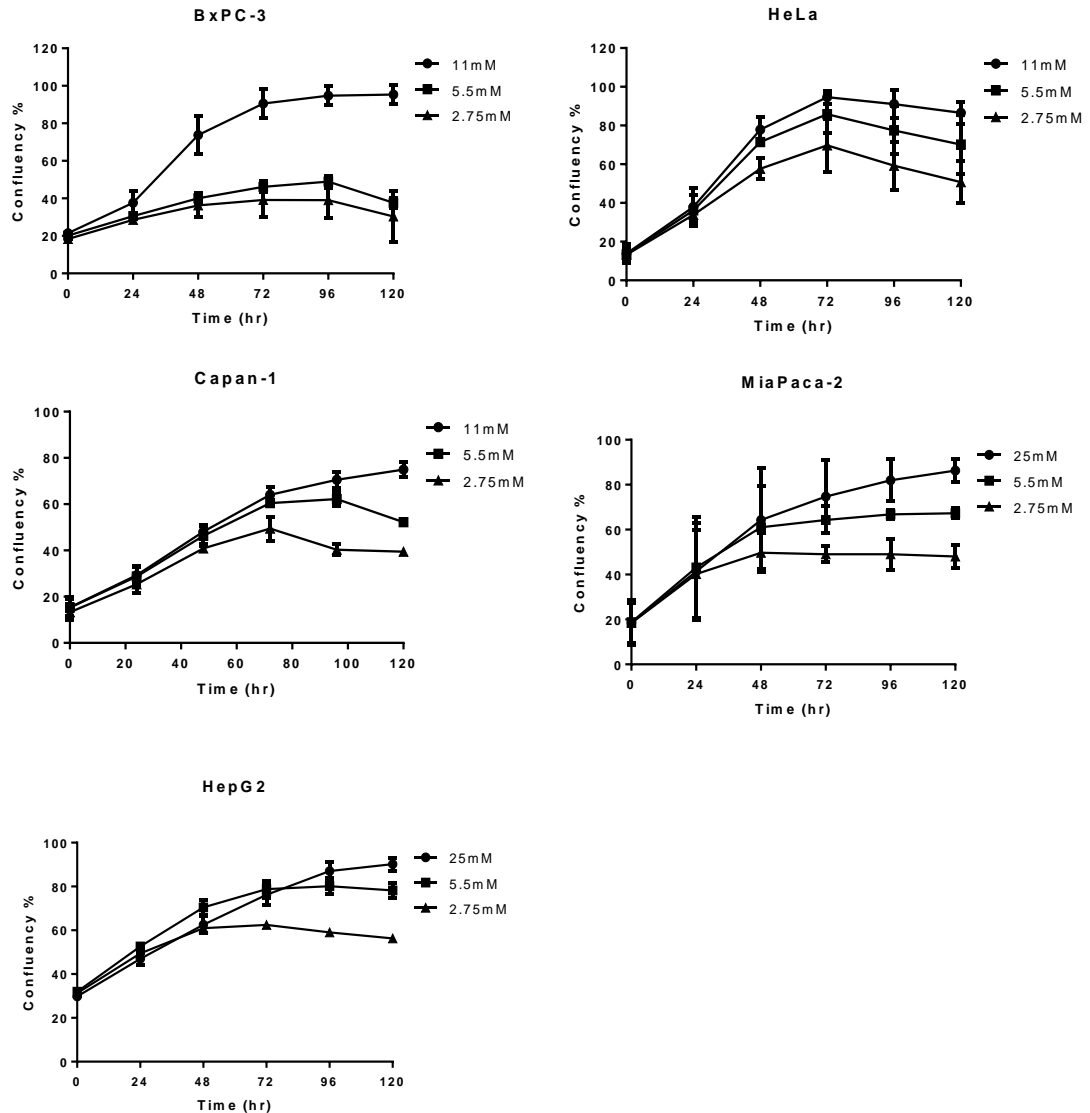 BxPC-3
120
100
80
60
40
20
0
Confluency %
0 24 48 72 96 120
Time (hr)
11mM
5.5mM
2.75mM
HeLa
120
100
80
60
40
20
0
Confluency %
0 24 48 72 96 120
Time (hr)
11mM
5.5mM
2.75mM
Capan-1
100
80
60
40
20
0
Confluency %
0 20 40 60 80 100 120
Time (hr)
11mM
5.5mM
2.75mM
MiaPaca-2
100
80
60
40
20
0
Confluency %
0 24 48 72 96 120
Time (hr)
25mM
5.5mM
2.75mM
HepG2
100
80
60
40
20
0
Confluency %
0 24 48 72 96 120
Time (hr)
25mM
5.5mM
2.75mM